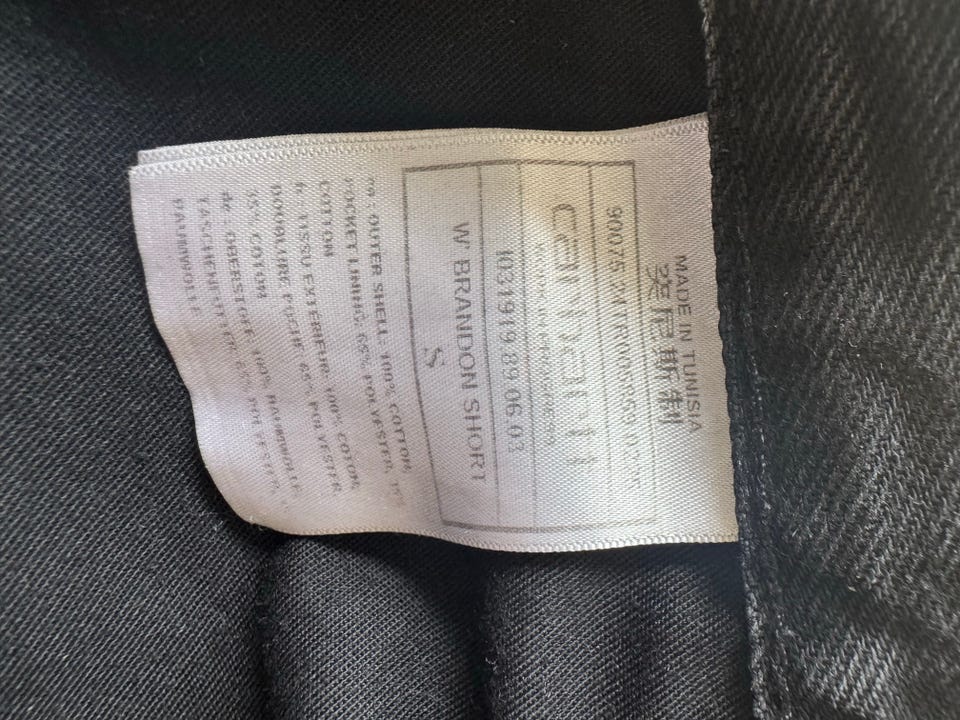 MADE IN TUNISIA
突尼斯制
Carhartt
I031919.89.06.03
W BRANDON SHORT
S
OUTER SHELL: 100% COTTON,
POCKET LINING: 65% POLYESTER,
COTTON
fr. TISSU EXTERIEUR: 100% COTON,
DOUBLURE POCHE: 65% POLYESTER,
35% COTON
de. OBERSTOFF: 100% BAUMWOLLE,
TASCHENFUTTER: 65% POLYESTER,
BAUMWOLLE